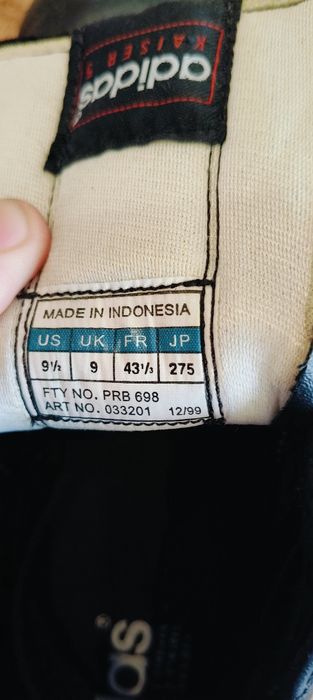 adidas
KAISER 5
MADE IN INDONESIA
US UK FR JP
9½ 9 43⅓ 275
FTY NO. PRB 698
ART NO. 033201 12/99